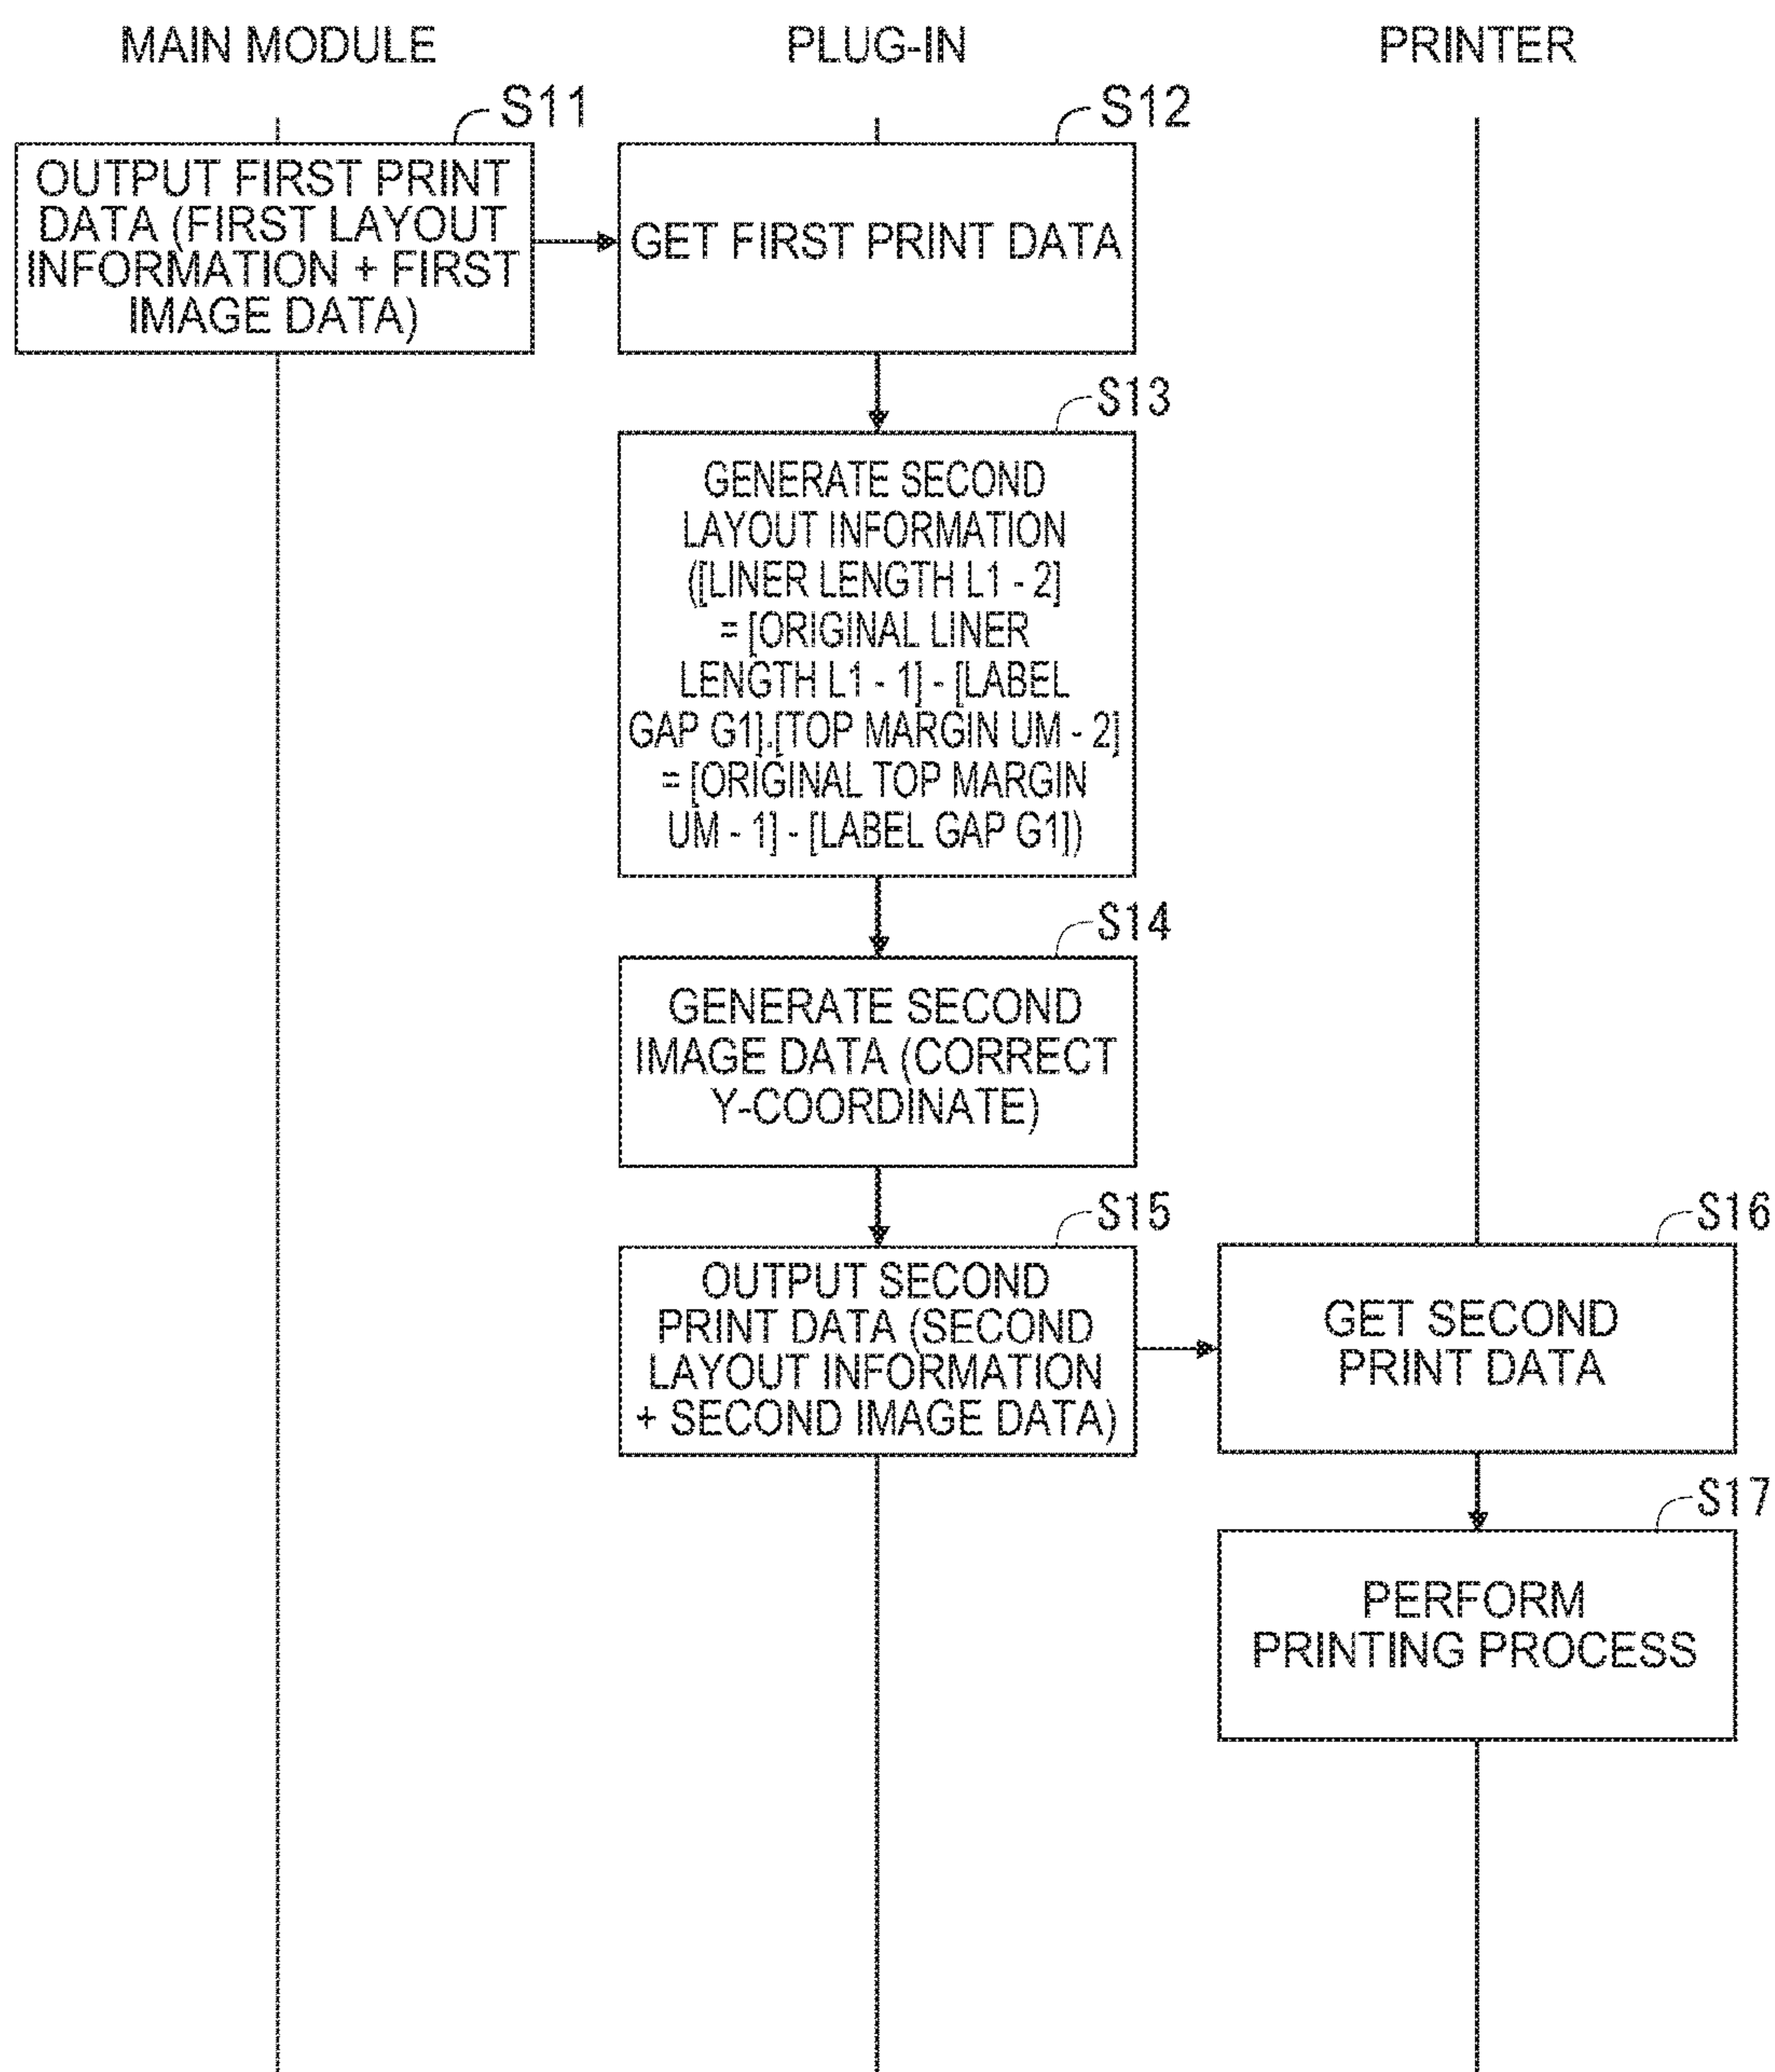 MAIN MODULE
PLUG-IN
PRINTER
S11
OUTPUT FIRST PRINT
DATA (FIRST LAYOUT
INFORMATION + FIRST
IMAGE DATA)
S12
GET FIRST PRINT DATA
S13
GENERATE SECOND
LAYOUT INFORMATION
([LINER LENGTH L1 - 2]
= [ORIGINAL LINER
LENGTH L1 - 1] - [LABEL
GAP G1].[TOP MARGIN UM - 2]
= [ORIGINAL TOP MARGIN
UM - 1] - [LABEL GAP G1])
S14
GENERATE SECOND
IMAGE DATA (CORRECT
Y-COORDINATE)
S15
OUTPUT SECOND
PRINT DATA (SECOND
LAYOUT INFORMATION
+ SECOND IMAGE DATA)
S16
GET SECOND
PRINT DATA
S17
PERFORM
PRINTING PROCESS